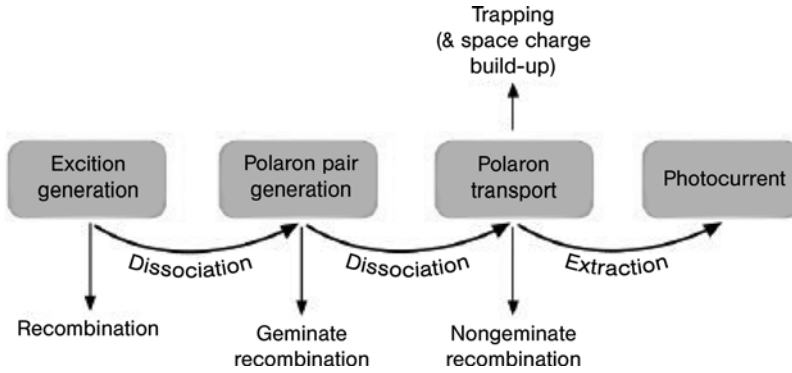 Trapping
(& space charge
build-up)
Excition
generation
Polaron pair
generation
Polaron
transport
Photocurrent
Dissociation
Dissociation
Extraction
Recombination
Geminate
recombination
Nongeminate
recombination